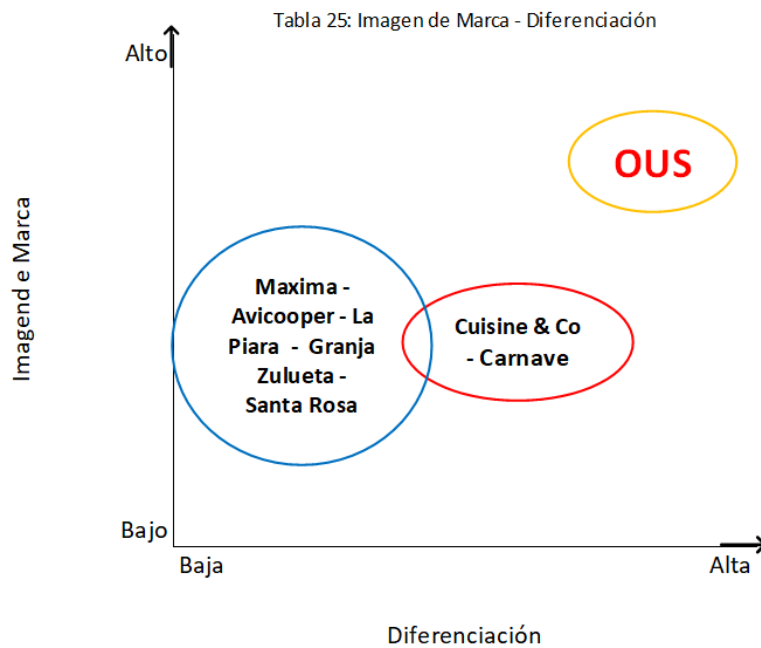 Tabla 25: Imagen de Marca - Diferenciación
Alto
OUS
Imagend e Marca
Maxima -
Avicooper - La
Piara - Granja
Zulueta -
Santa Rosa
Cuisine & Co
- Carnave
Bajo
Baja
Alta
Diferenciación